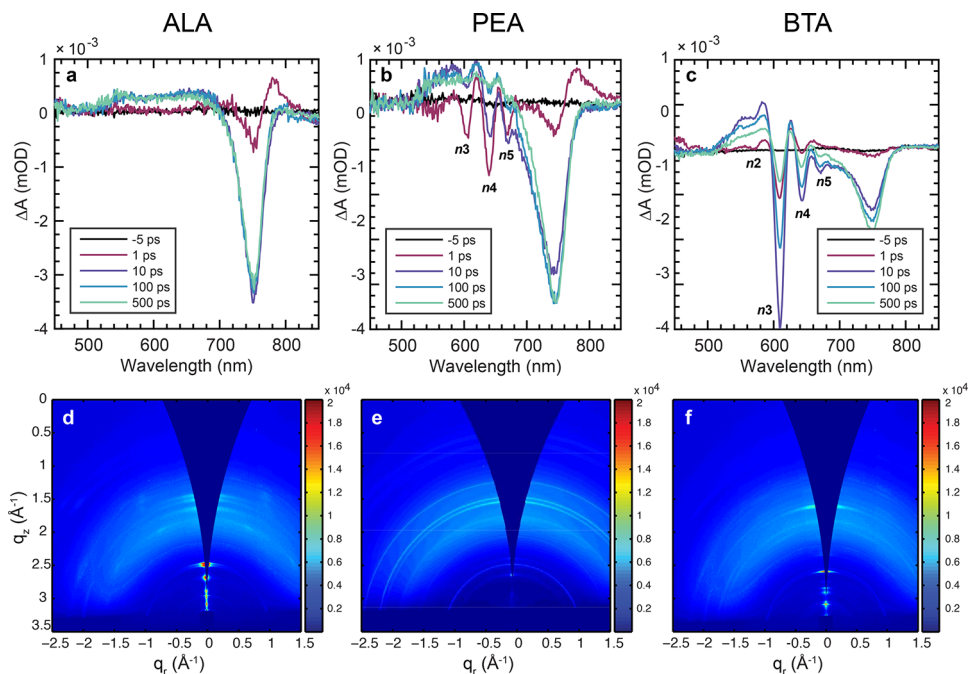 ALA
PEA
BTA
× 10⁻³
× 10⁻³
× 10⁻³
a
b
c
1
0
-1
-2
-3
-4
ΔA (mOD)
1
0
-1
-2
-3
-4
ΔA (mOD)
0
-1
-2
-3
-4
ΔA (mOD)
n3
n4
n5
n2
n3
n4
n5
-5 ps
1 ps
10 ps
100 ps
500 ps
-5 ps
1 ps
10 ps
100 ps
500 ps
-5 ps
1 ps
10 ps
100 ps
500 ps
500 600 700 800
500 600 700 800
500 600 700 800
Wavelength (nm)
Wavelength (nm)
Wavelength (nm)
x 10⁴
x 10⁴
x 10⁴
d
e
f
0
0.5
1
1.5
2
2.5
3
3.5
q_z (Å⁻¹)
2
1.8
1.6
1.4
1.2
1
0.8
0.6
0.4
0.2
2
1.8
1.6
1.4
1.2
1
0.8
0.6
0.4
0.2
2
1.8
1.6
1.4
1.2
1
0.8
0.6
0.4
0.2
−2.5 −2 −1.5 −1 −0.5 0 0.5 1 1.5
−2.5 −2 −1.5 −1 −0.5 0 0.5 1 1.5
−2.5 −2 −1.5 −1 −0.5 0 0.5 1 1.5
q_r (Å⁻¹)
q_r (Å⁻¹)
q_r (Å⁻¹)